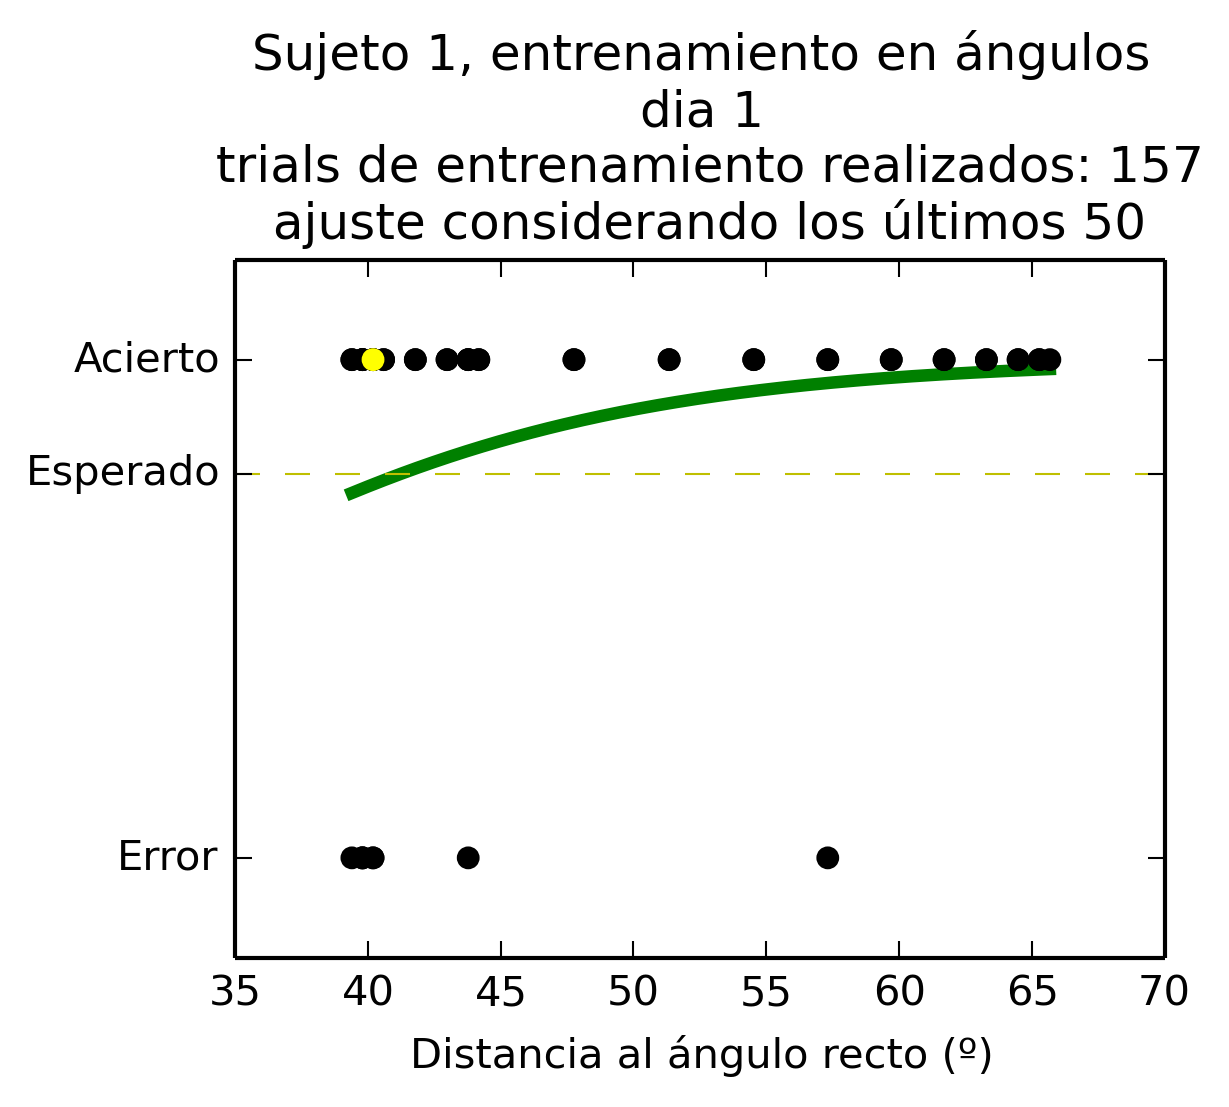 Sujeto 1, entrenamiento en ángulos
dia 1
trials de entrenamiento realizados: 157
ajuste considerando los últimos 50
Acierto
Esperado
Error
35 40 45 50 55 60 65 70
Distancia al ángulo recto (º)